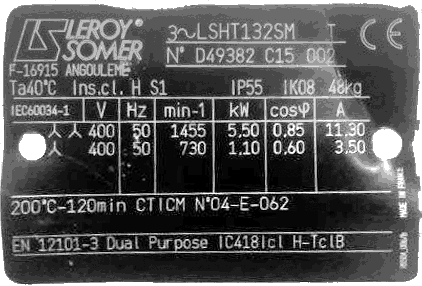 LEROY SOMER
3~LSHT132SM T CE
N° D49382 C15 002
F-16915 ANGOULEME
Ta40°C Ins.cl. H S1 IP55 IK08 48kg
IEC60034-1 V Hz min-1 kW cosφ A
400 50 1455 5,50 0,85 11,30
400 50 730 1,10 0,60 3,50
200°C-120min CTICM N°04-E-062
EN 12101-3 Dual Purpose IC418Icl H-TclB
MADE IN FRANCE